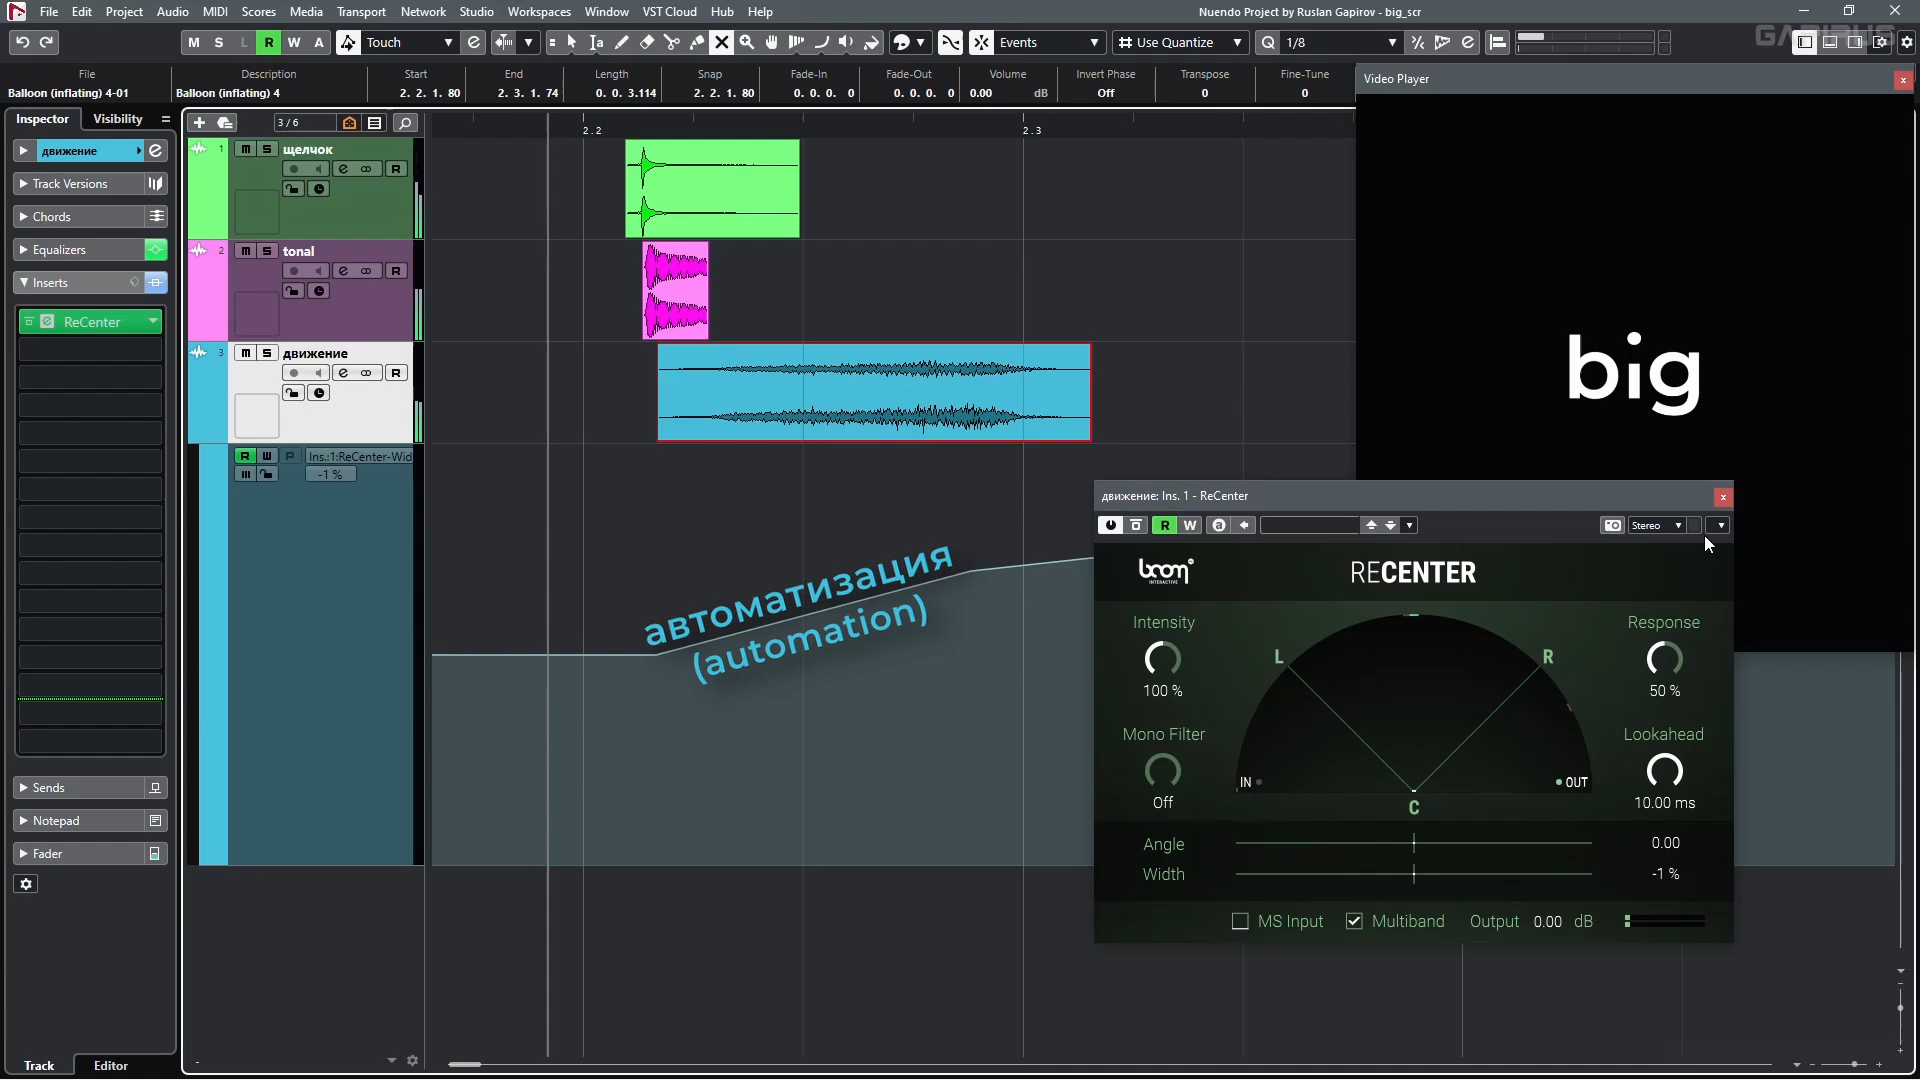 File Edit Project Audio MIDI Scores Media Transport Network Studio Workspaces Window VST Cloud Hub Help
Nuendo Project by Ruslan Gapirov - big_scr
GAPIRUS
M S L R W A Touch Events Use Quantize Q 1/8
File Description Start End Length Snap Fade-In Fade-Out Volume Invert Phase Transpose Fine-Tune
Balloon (inflating) 4-01 Balloon (inflating) 4 2. 2. 1. 80 2. 3. 1. 74 0. 0. 3.114 2. 2. 1. 80 0. 0. 0. 0 0. 0. 0. 0 0.00 dB Off 0 0
Video Player
big
Inspector Visibility
движение
Track Versions
Chords
Equalizers
Inserts
ReCenter
Sends
Notepad
Fader
Track Editor
3 / 6
2.2 2.3
1 m S щелчок
R
2 m S tonal
R
3 m S движение
R
R W P Ins.:1:ReCenter-Wid
-1 %
автоматизация
(automation)
движение: Ins. 1 - ReCenter
R W a Stereo
boom
INTERACTIVE
RECENTER
Intensity
100 %
Response
50 %
L R
Mono Filter
Off
Lookahead
10.00 ms
IN OUT
C
Angle 0.00
Width -1 %
MS Input Multiband Output 0.00 dB